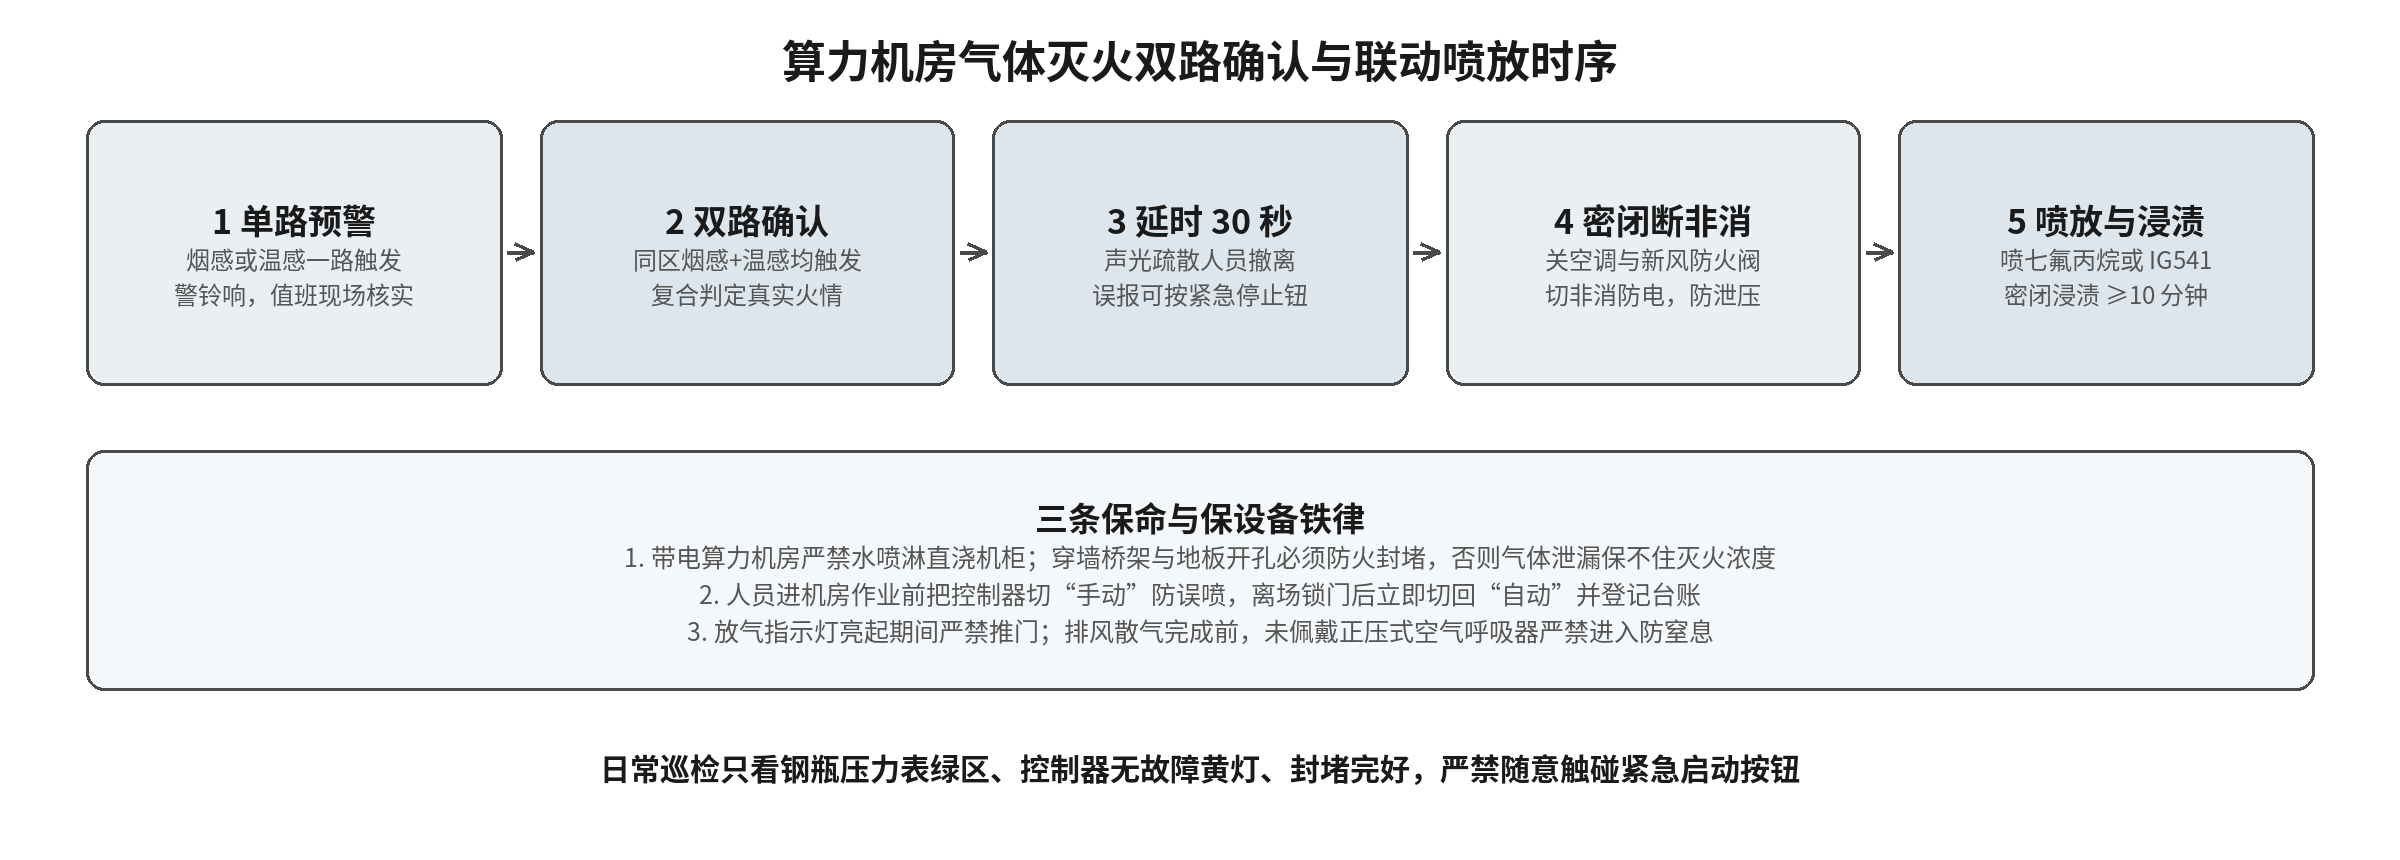 算力机房气体灭火双路确认与联动喷放时序
1 单路预警
烟感或温感一路触发
警铃响，值班现场核实
2 双路确认
同区烟感+温感均触发
复合判定真实火情
3 延时 30 秒
声光疏散人员撤离
误报可按紧急停止钮
4 密闭断非消
关空调与新风防火阀
切非消防电，防泄压
5 喷放与浸渍
喷七氟丙烷或 IG541
密闭浸渍 ≥10 分钟
三条保命与保设备铁律
1. 带电算力机房严禁水喷淋直浇机柜；穿墙桥架与地板开孔必须防火封堵，否则气体泄漏保不住灭火浓度
2. 人员进机房作业前把控制器切“手动”防误喷，离场锁门后立即切回“自动”并登记台账
3. 放气指示灯亮起期间严禁推门；排风散气完成前，未佩戴正压式空气呼吸器严禁进入防窒息
日常巡检只看钢瓶压力表绿区、控制器无故障黄灯、封堵完好，严禁随意触碰紧急启动按钮